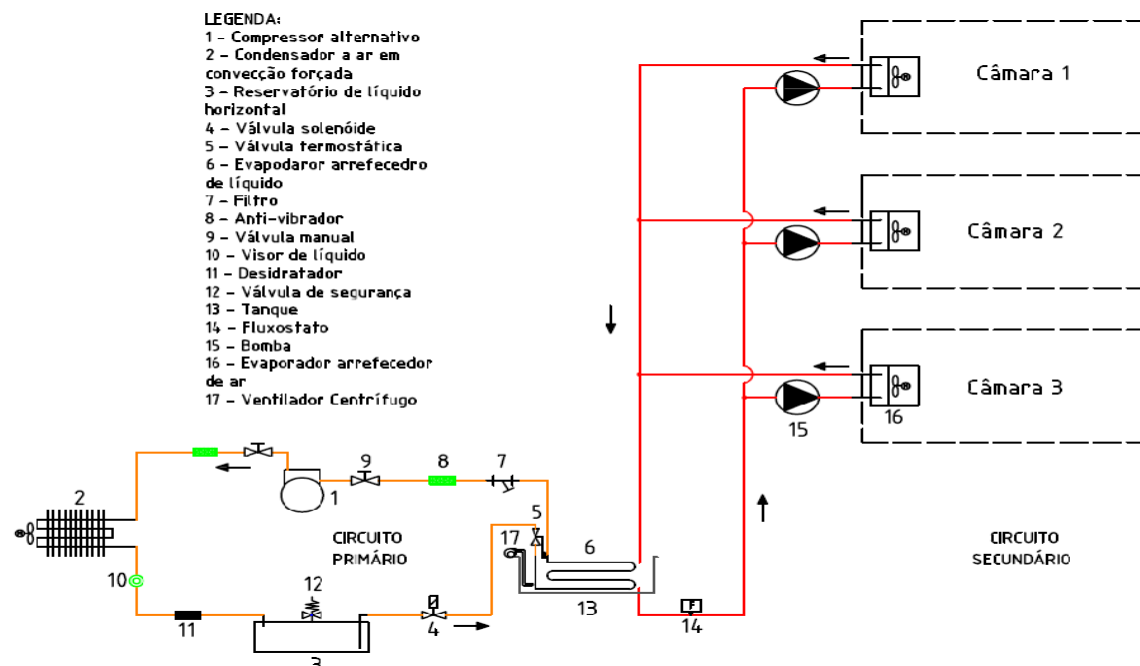 LEGENDA:
1 - Compressor alternativo
2 - Condensador a ar em
convecção forçada
3 - Reservatório de líquido
horizontal
4 - Válvula solenóide
5 - Válvula termostática
6 - Evapodaror arrefecedro
de líquido
7 - Filtro
8 - Anti-vibrador
9 - Válvula manual
10 - Visor de líquido
11 - Desidratador
12 - Válvula de segurança
13 - Tanque
14 - Fluxostato
15 - Bomba
16 - Evaporador arrefecedor
de ar
17 - Ventilador Centrífugo
Câmara 1
Câmara 2
Câmara 3
15
16
2
1
9
8
7
5
17
6
CIRCUITO
PRIMÁRIO
CIRCUITO
SECUNDÁRIO
10
12
13
F
11
4
14
3